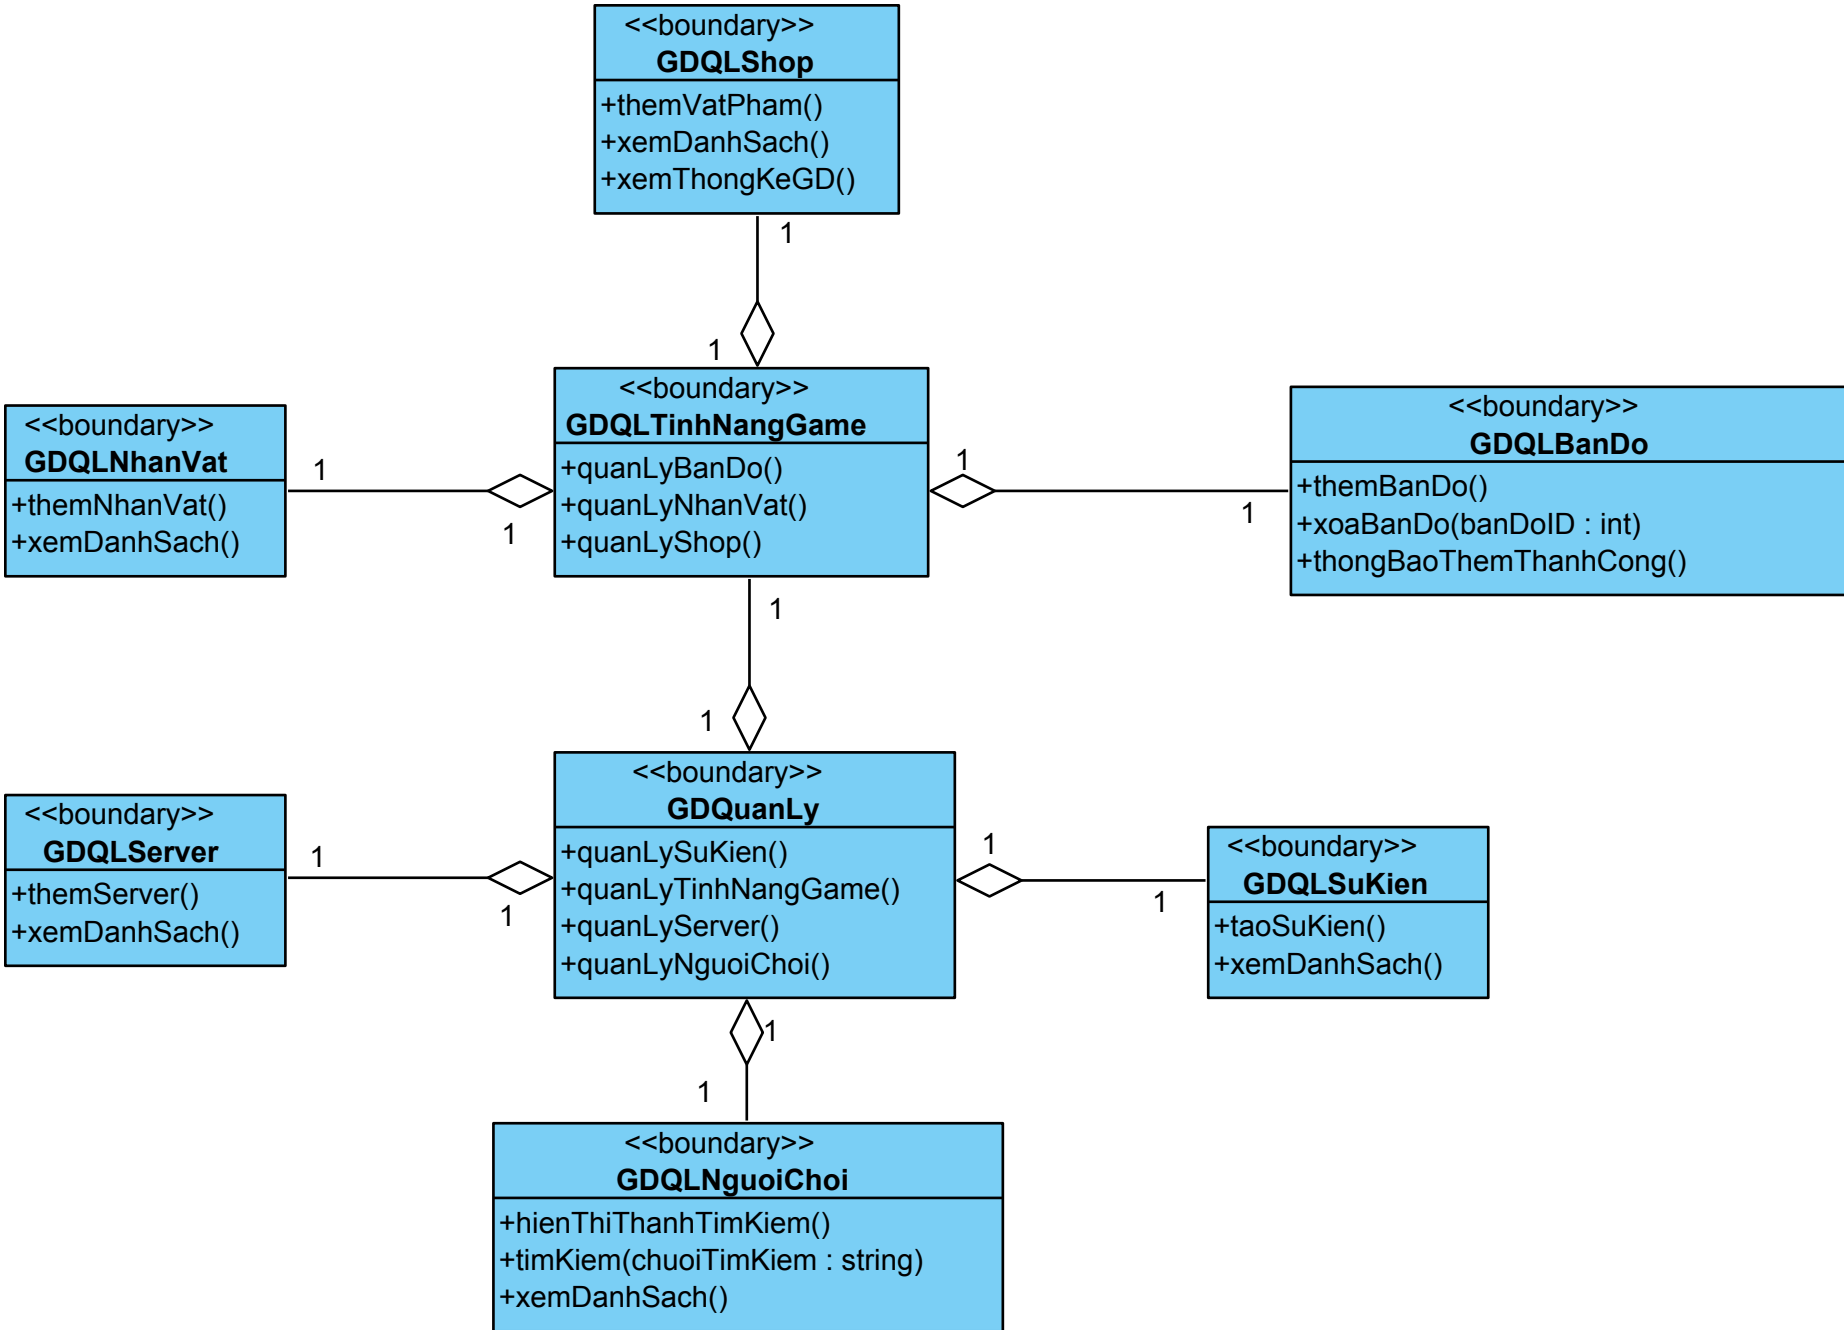 <<boundary>>
GDQLShop
+themVatPham()
+xemDanhSach()
+xemThongKeGD()
1
1
<<boundary>>
GDQLNhanVat
+themNhanVat()
+xemDanhSach()
1
1
<<boundary>>
GDQLTinhNangGame
+quanLyBanDo()
+quanLyNhanVat()
+quanLyShop()
1
1
<<boundary>>
GDQLBanDo
+themBanDo()
+xoaBanDo(banDoID : int)
+thongBaoThemThanhCong()
1
1
<<boundary>>
GDQLServer
+themServer()
+xemDanhSach()
1
1
<<boundary>>
GDQuanLy
+quanLySuKien()
+quanLyTinhNangGame()
+quanLyServer()
+quanLyNguoiChoi()
1
1
<<boundary>>
GDQLSuKien
+taoSuKien()
+xemDanhSach()
1
1
<<boundary>>
GDQLNguoiChoi
+hienThiThanhTimKiem()
+timKiem(chuoiTimKiem : string)
+xemDanhSach()